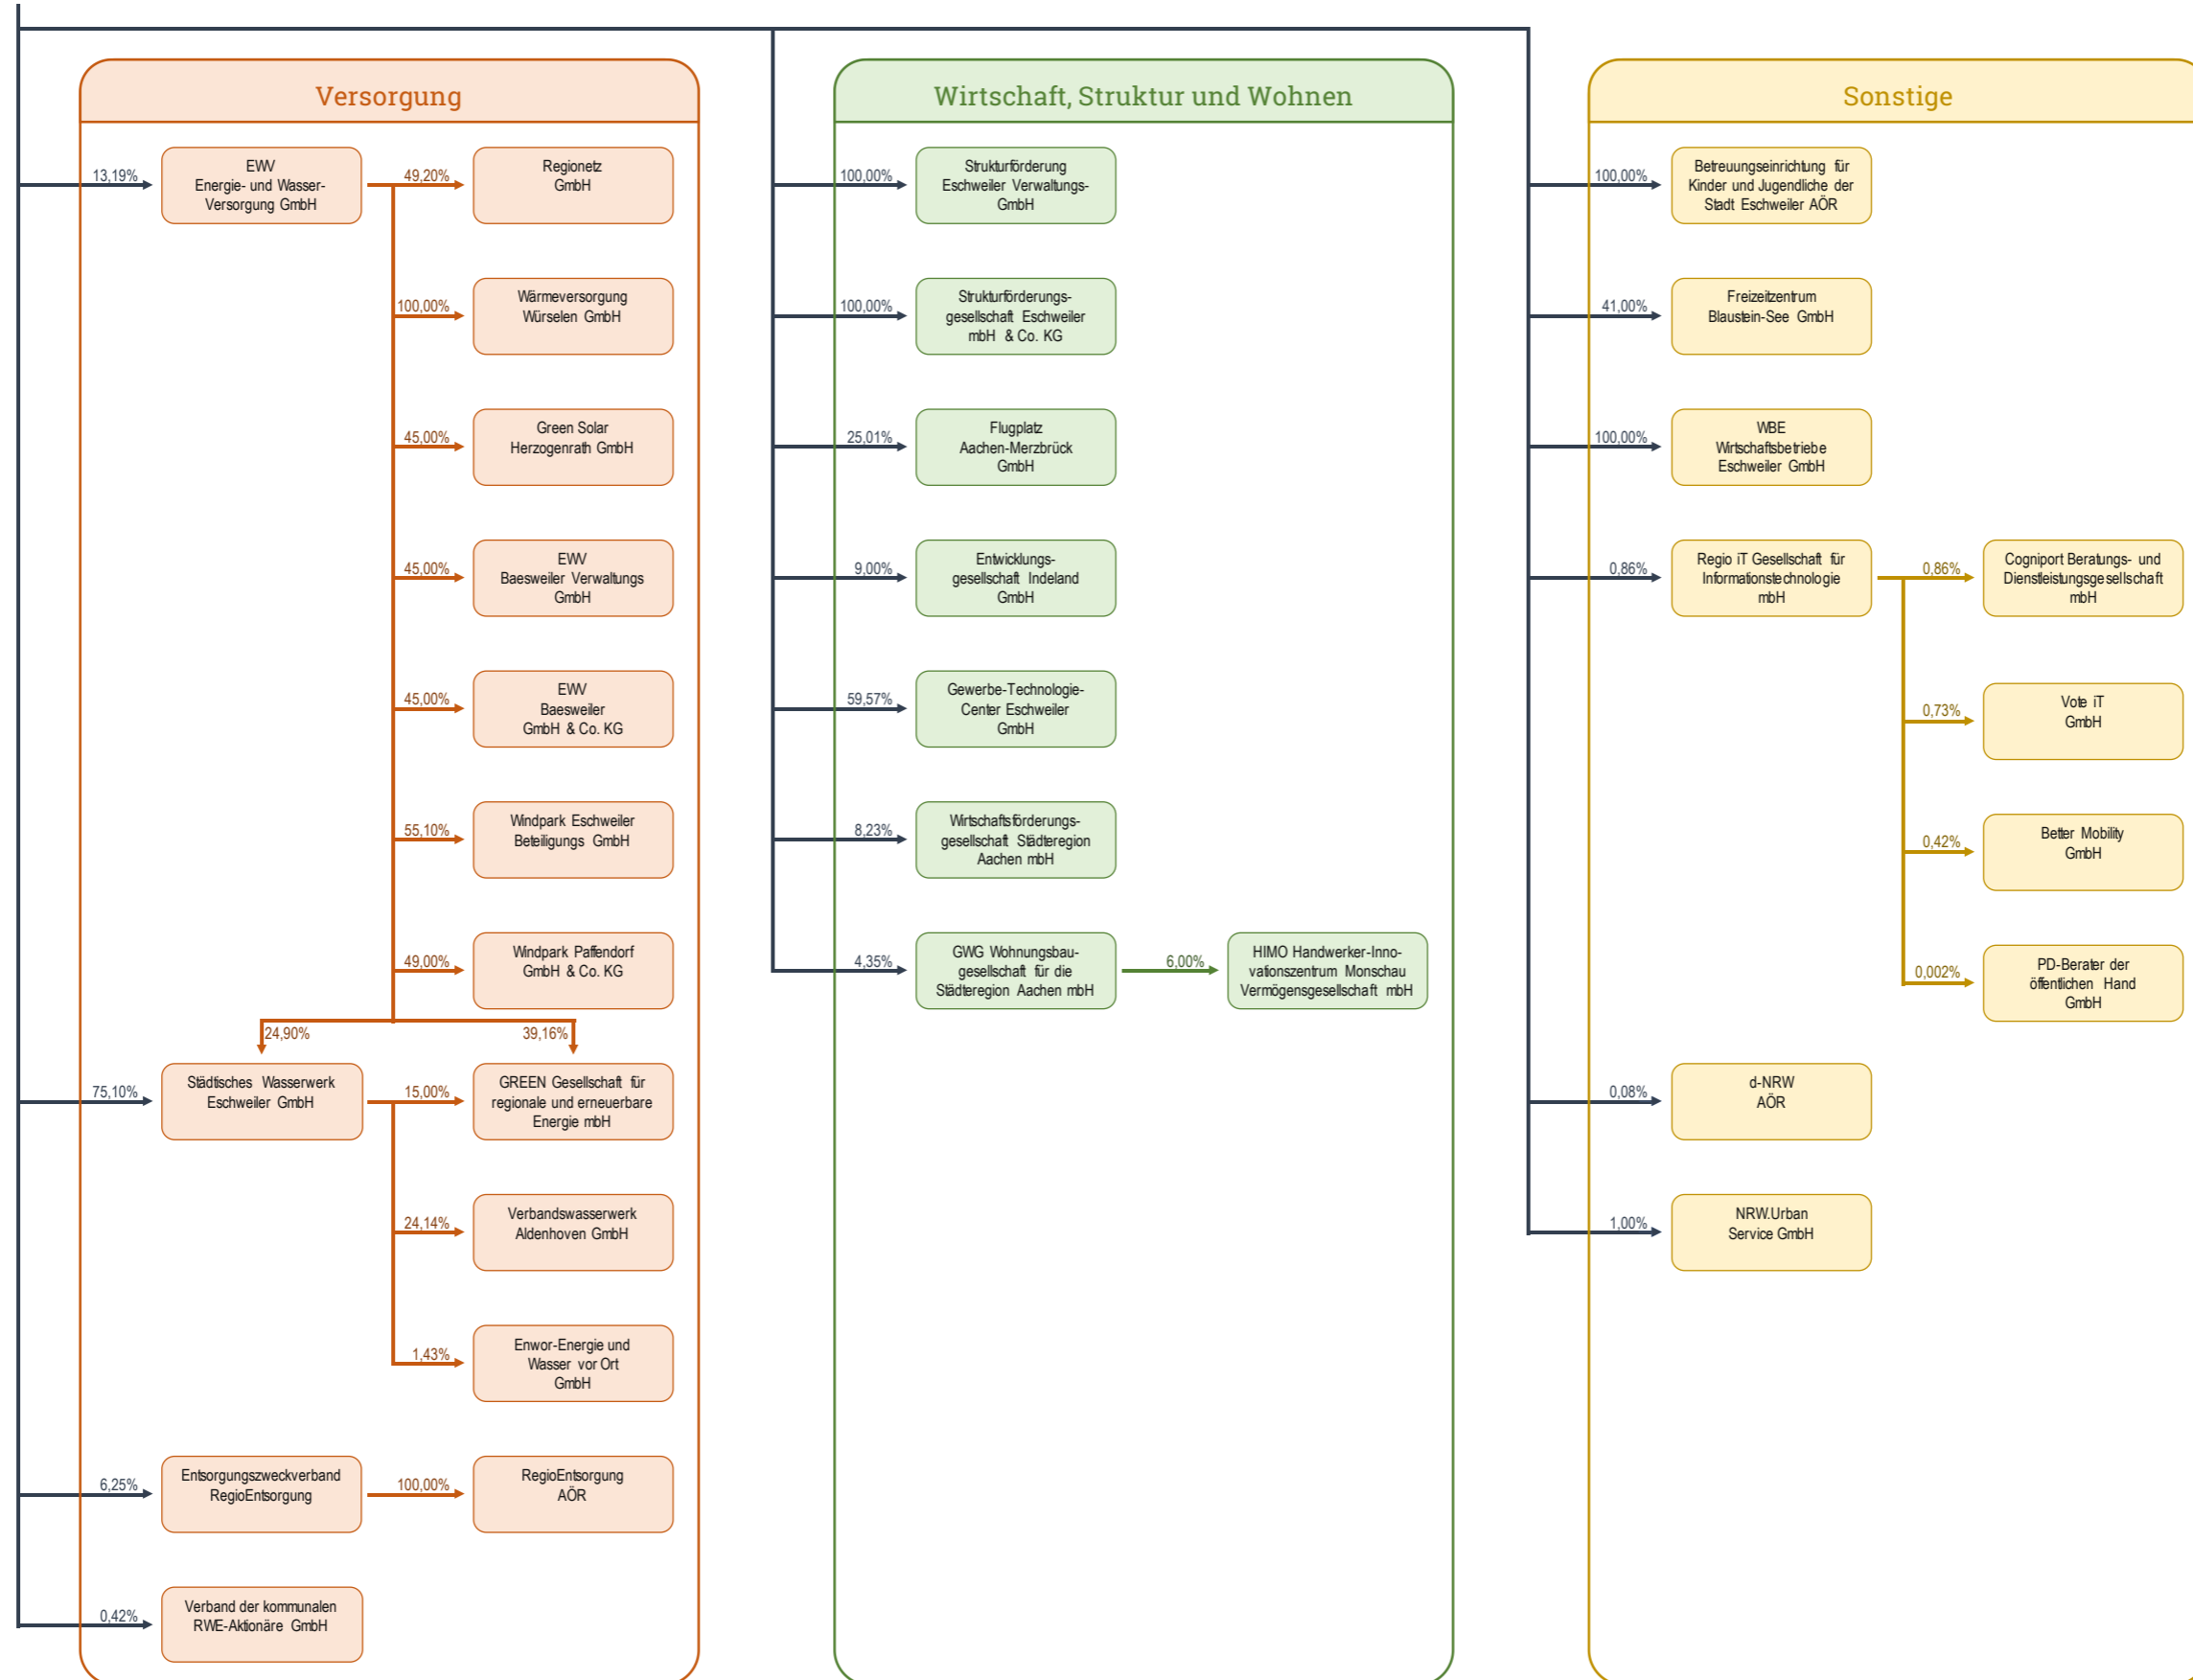 Versorgung
13,19%
EWV
Energie- und Wasser-
Versorgung GmbH
49,20%
Regionetz
GmbH
100,00%
Wärmeversorgung
Würselen GmbH
45,00%
Green Solar
Herzogenrath GmbH
45,00%
EWV
Baesweiler Verwaltungs
GmbH
45,00%
EWV
Baesweiler
GmbH & Co. KG
55,10%
Windpark Eschweiler
Beteiligungs GmbH
49,00%
Windpark Paffendorf
GmbH & Co. KG
24,90%
39,16%
75,10%
Städtisches Wasserwerk
Eschweiler GmbH
15,00%
GREEN Gesellschaft für
regionale und erneuerbare
Energie mbH
24,14%
Verbandswasserwerk
Aldenhoven GmbH
1,43%
Enwor-Energie und
Wasser vor Ort
GmbH
6,25%
Entsorgungszweckverband
RegioEntsorgung
100,00%
RegioEntsorgung
AÖR
0,42%
Verband der kommunalen
RWE-Aktionäre GmbH
Wirtschaft, Struktur und Wohnen
100,00%
Strukturförderung
Eschweiler Verwaltungs-
GmbH
100,00%
Strukturförderungs-
gesellschaft Eschweiler
mbH & Co. KG
25,01%
Flugplatz
Aachen-Merzbrück
GmbH
9,00%
Entwicklungs-
gesellschaft Indeland
GmbH
59,57%
Gewerbe-Technologie-
Center Eschweiler
GmbH
8,23%
Wirtschaftsförderungs-
gesellschaft Städteregion
Aachen mbH
4,35%
GWG Wohnungsbau-
gesellschaft für die
Städteregion Aachen mbH
6,00%
HIMO Handwerker-Inno-
vationszentrum Monschau
Vermögensgesellschaft mbH
Sonstige
100,00%
Betreuungseinrichtung für
Kinder und Jugendliche der
Stadt Eschweiler AÖR
41,00%
Freizeitzentrum
Blaustein-See GmbH
100,00%
WBE
Wirtschaftsbetriebe
Eschweiler GmbH
0,86%
Regio iT Gesellschaft für
Informationstechnologie
mbH
0,86%
Cogniport Beratungs- und
Dienstleistungsgesellschaft
mbH
0,73%
Vote iT
GmbH
0,42%
Better Mobility
GmbH
0,002%
PD-Berater der
öffentlichen Hand
GmbH
0,08%
d-NRW
AÖR
1,00%
NRW.Urban
Service GmbH